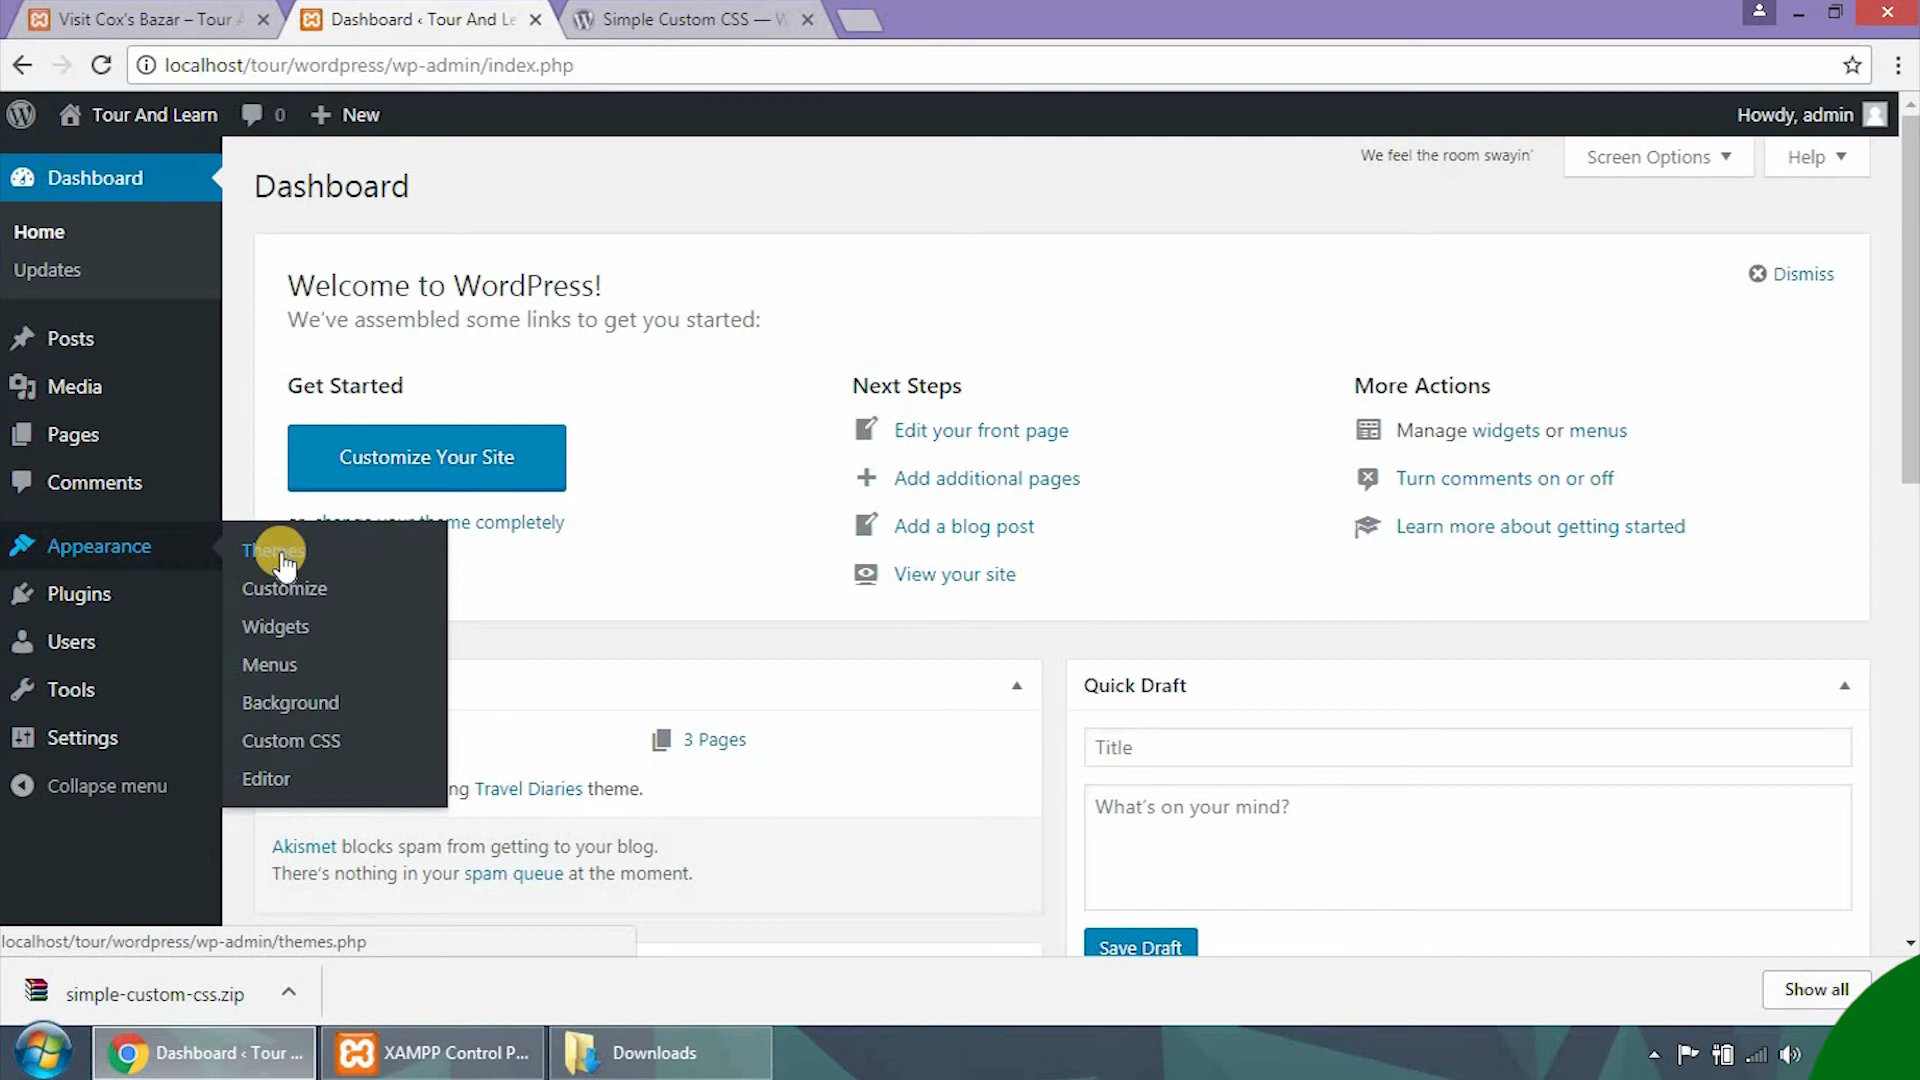 Visit Cox's Bazar – Tour A
Dashboard ‹ Tour And Le
Simple Custom CSS — W
localhost/tour/wordpress/wp-admin/index.php
Tour And Learn
0
New
Howdy, admin
Dashboard
Home
Updates
Posts
Media
Pages
Comments
Appearance
Plugins
Users
Tools
Settings
Collapse menu
Themes
Customize
Widgets
Menus
Background
Custom CSS
Editor
We feel the room swayin'
Screen Options
Help
Dashboard
Welcome to WordPress!
We've assembled some links to get you started:
Dismiss
Get Started
Customize Your Site
or, change your theme completely
Next Steps
Edit your front page
Add additional pages
Add a blog post
View your site
More Actions
Manage widgets or menus
Turn comments on or off
Learn more about getting started
3 Pages
ng Travel Diaries theme.
Akismet blocks spam from getting to your blog.
There's nothing in your spam queue at the moment.
Quick Draft
Title
What's on your mind?
Save Draft
localhost/tour/wordpress/wp-admin/themes.php
simple-custom-css.zip
Show all
Dashboard ‹ Tour ...
XAMPP Control P...
Downloads